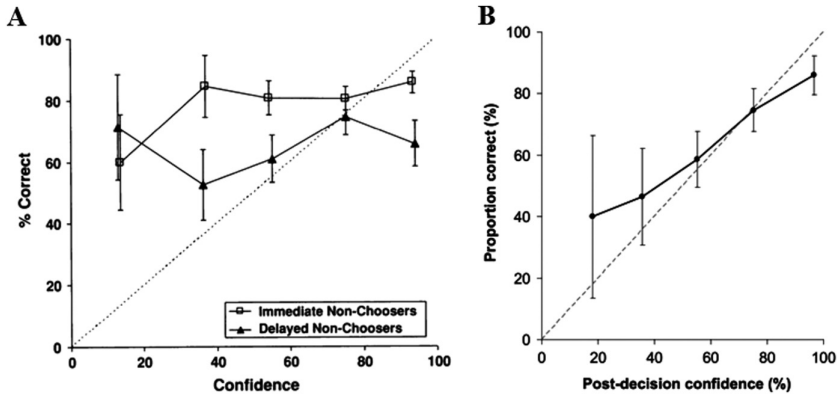 A
% Correct
100
80
60
40
20
0
0 20 40 60 80 100
Confidence
Immediate Non-Choosers
Delayed Non-Choosers
B
Proportion correct (%)
100
80
60
40
20
0
0 20 40 60 80 100
Post-decision confidence (%)